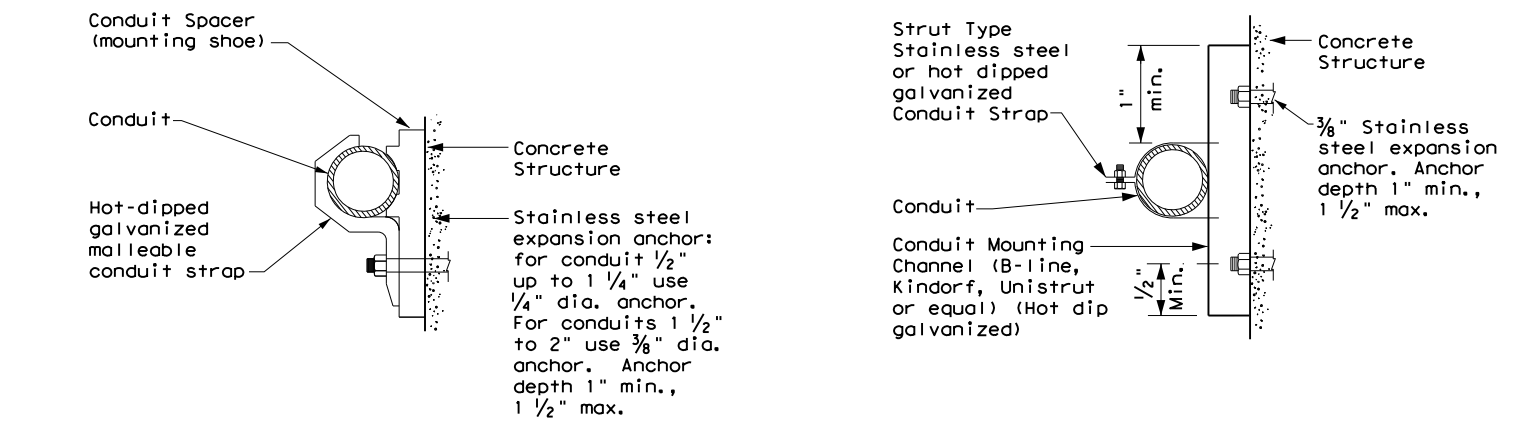 Conduit Spacer
(mounting shoe)
Conduit
Hot-dipped
galvanized
malleable
conduit strap
Concrete
Structure
Stainless steel
expansion anchor:
for conduit ½"
up to 1 ¼" use
¼" dia. anchor.
For conduits 1 ½"
to 2" use ⅜" dia.
anchor. Anchor
depth 1" min.,
1 ½" max.
Strut Type
Stainless steel
or hot dipped
galvanized
Conduit Strap
Conduit
Conduit Mounting
Channel (B-line,
Kindorf, Unistrut
or equal) (Hot dip
galvanized)
1"
min.
½"
Min.
Concrete
Structure
⅜" Stainless
steel expansion
anchor. Anchor
depth 1" min.,
1 ½" max.